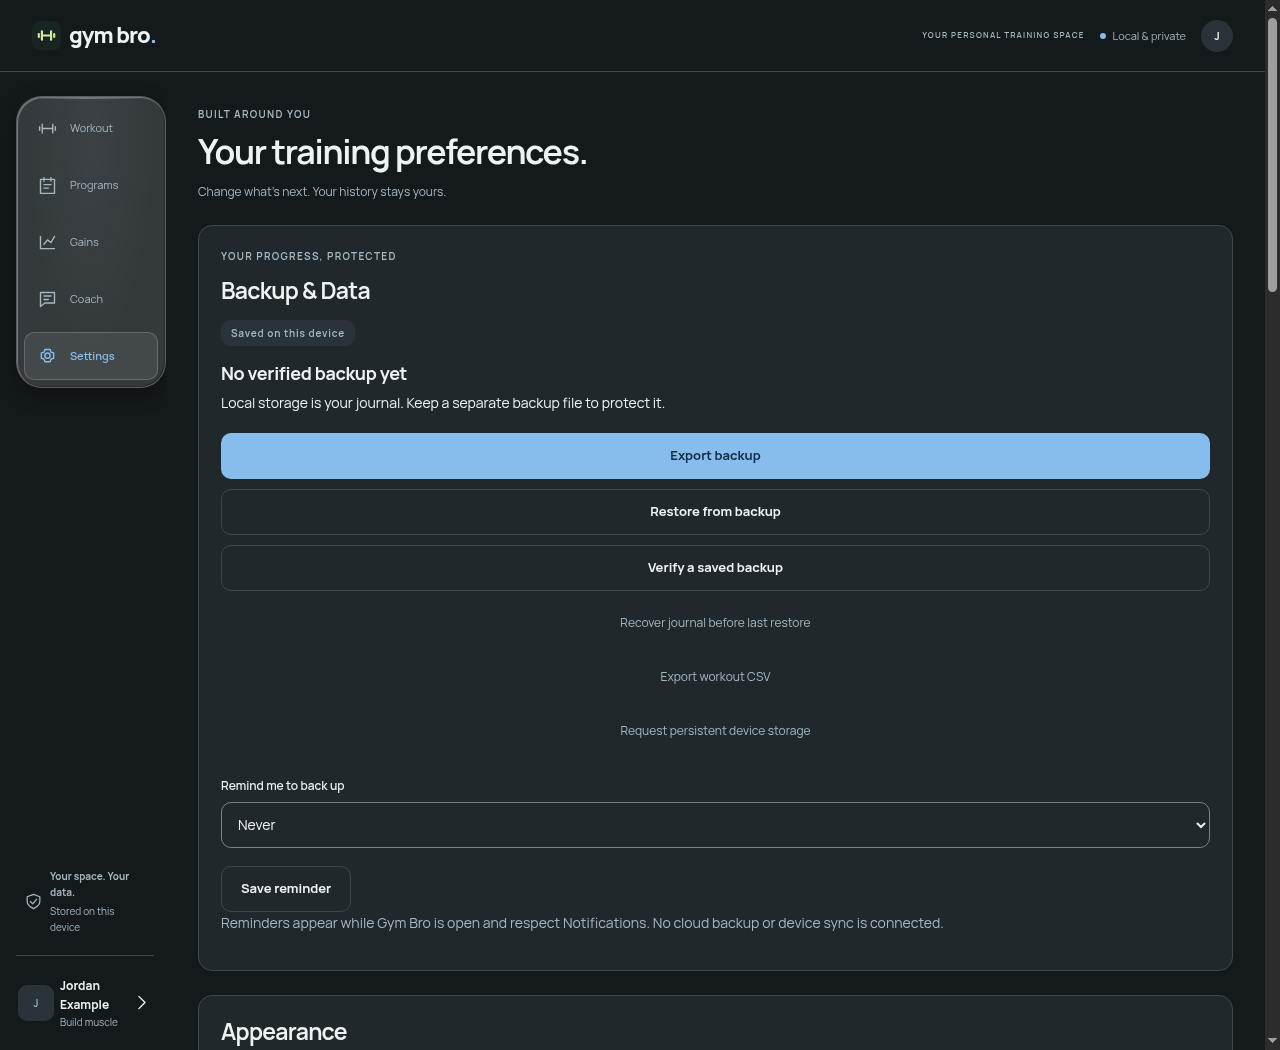 gym bro.
YOUR PERSONAL TRAINING SPACE
Local & private
J
Workout
Programs
Gains
Coach
Settings
Your space. Your
data.
Stored on this
device
J
Jordan
Example
Build muscle
BUILT AROUND YOU
Your training preferences.
Change what's next. Your history stays yours.
YOUR PROGRESS, PROTECTED
Backup & Data
Saved on this device
No verified backup yet
Local storage is your journal. Keep a separate backup file to protect it.
Export backup
Restore from backup
Verify a saved backup
Recover journal before last restore
Export workout CSV
Request persistent device storage
Remind me to back up
Never
Save reminder
Reminders appear while Gym Bro is open and respect Notifications. No cloud backup or device sync is connected.
Appearance